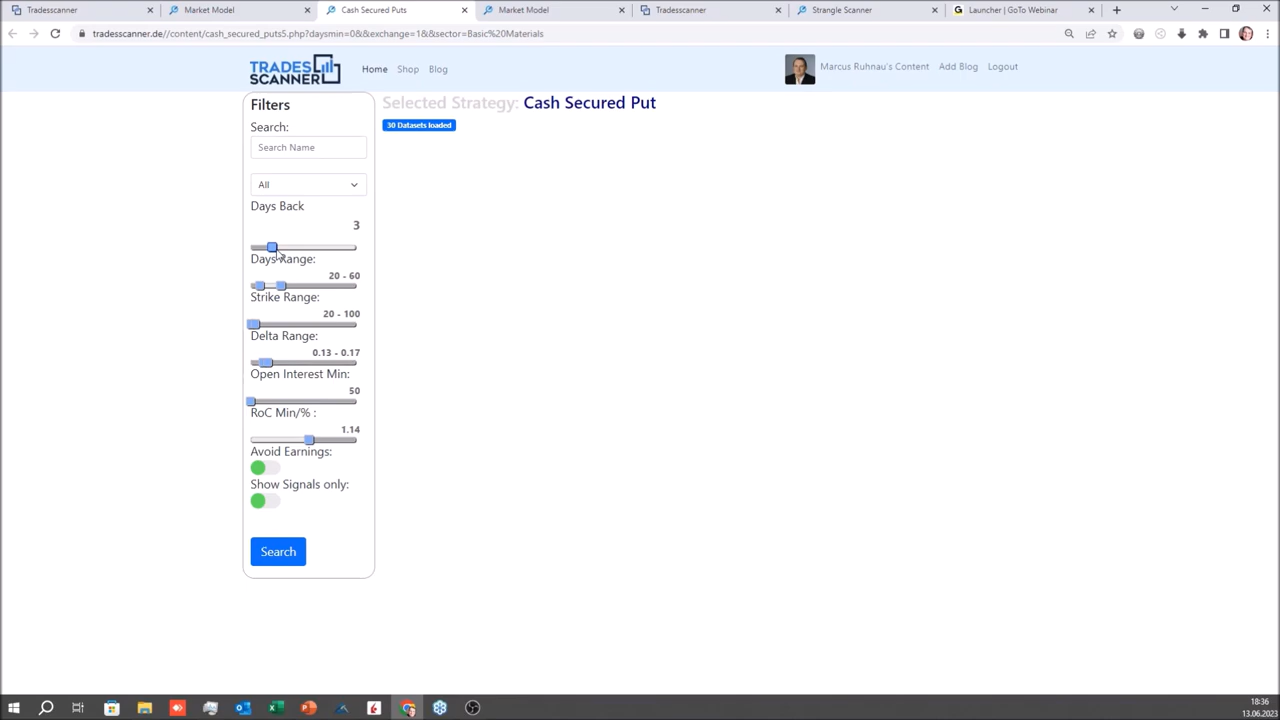 Tradesscanner
Market Model
Cash Secured Puts
Market Model
Tradesscanner
Strangle Scanner
Launcher | GoTo Webinar
tradesscanner.de//content/cash_secured_puts5.php?daysmin=0&&exchange=1&&sector=Basic%20Materials
TRADES
SCANNER
Home
Shop
Blog
Marcus Ruhnau's Content
Add Blog
Logout
Filters
Selected Strategy: Cash Secured Put
30 Datasets loaded
Search:
Search Name
All
Days Back
3
Days Range:
20 - 60
Strike Range:
20 - 100
Delta Range:
0.13 - 0.17
Open Interest Min:
50
RoC Min/% :
1.14
Avoid Earnings:
Show Signals only:
Search
18:36
13.06.2023